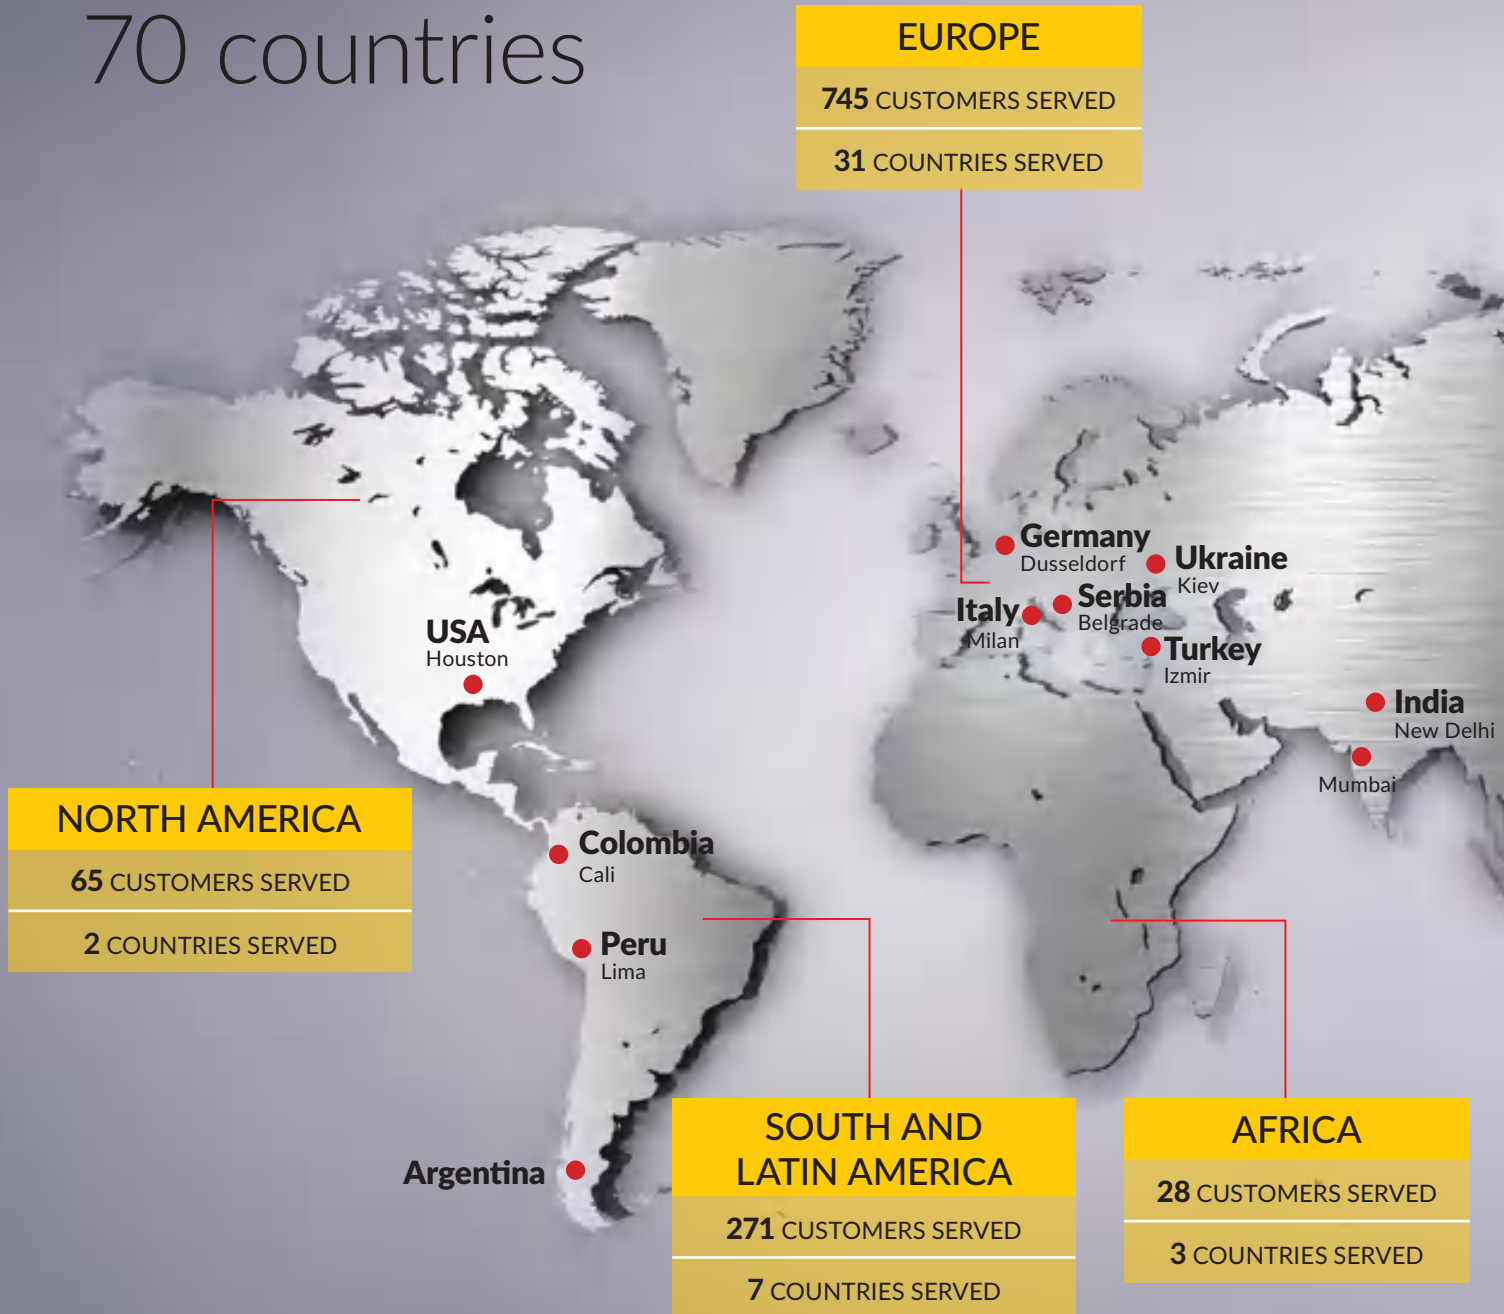 70 countries
EUROPE
745 CUSTOMERS SERVED
31 COUNTRIES SERVED
Germany
Dusseldorf
Ukraine
Kiev
Serbia
Belgrade
Italy
Milan
Turkey
Izmir
USA
Houston
India
New Delhi
Mumbai
NORTH AMERICA
65 CUSTOMERS SERVED
2 COUNTRIES SERVED
Colombia
Cali
Peru
Lima
Argentina
SOUTH AND
LATIN AMERICA
271 CUSTOMERS SERVED
7 COUNTRIES SERVED
AFRICA
28 CUSTOMERS SERVED
3 COUNTRIES SERVED